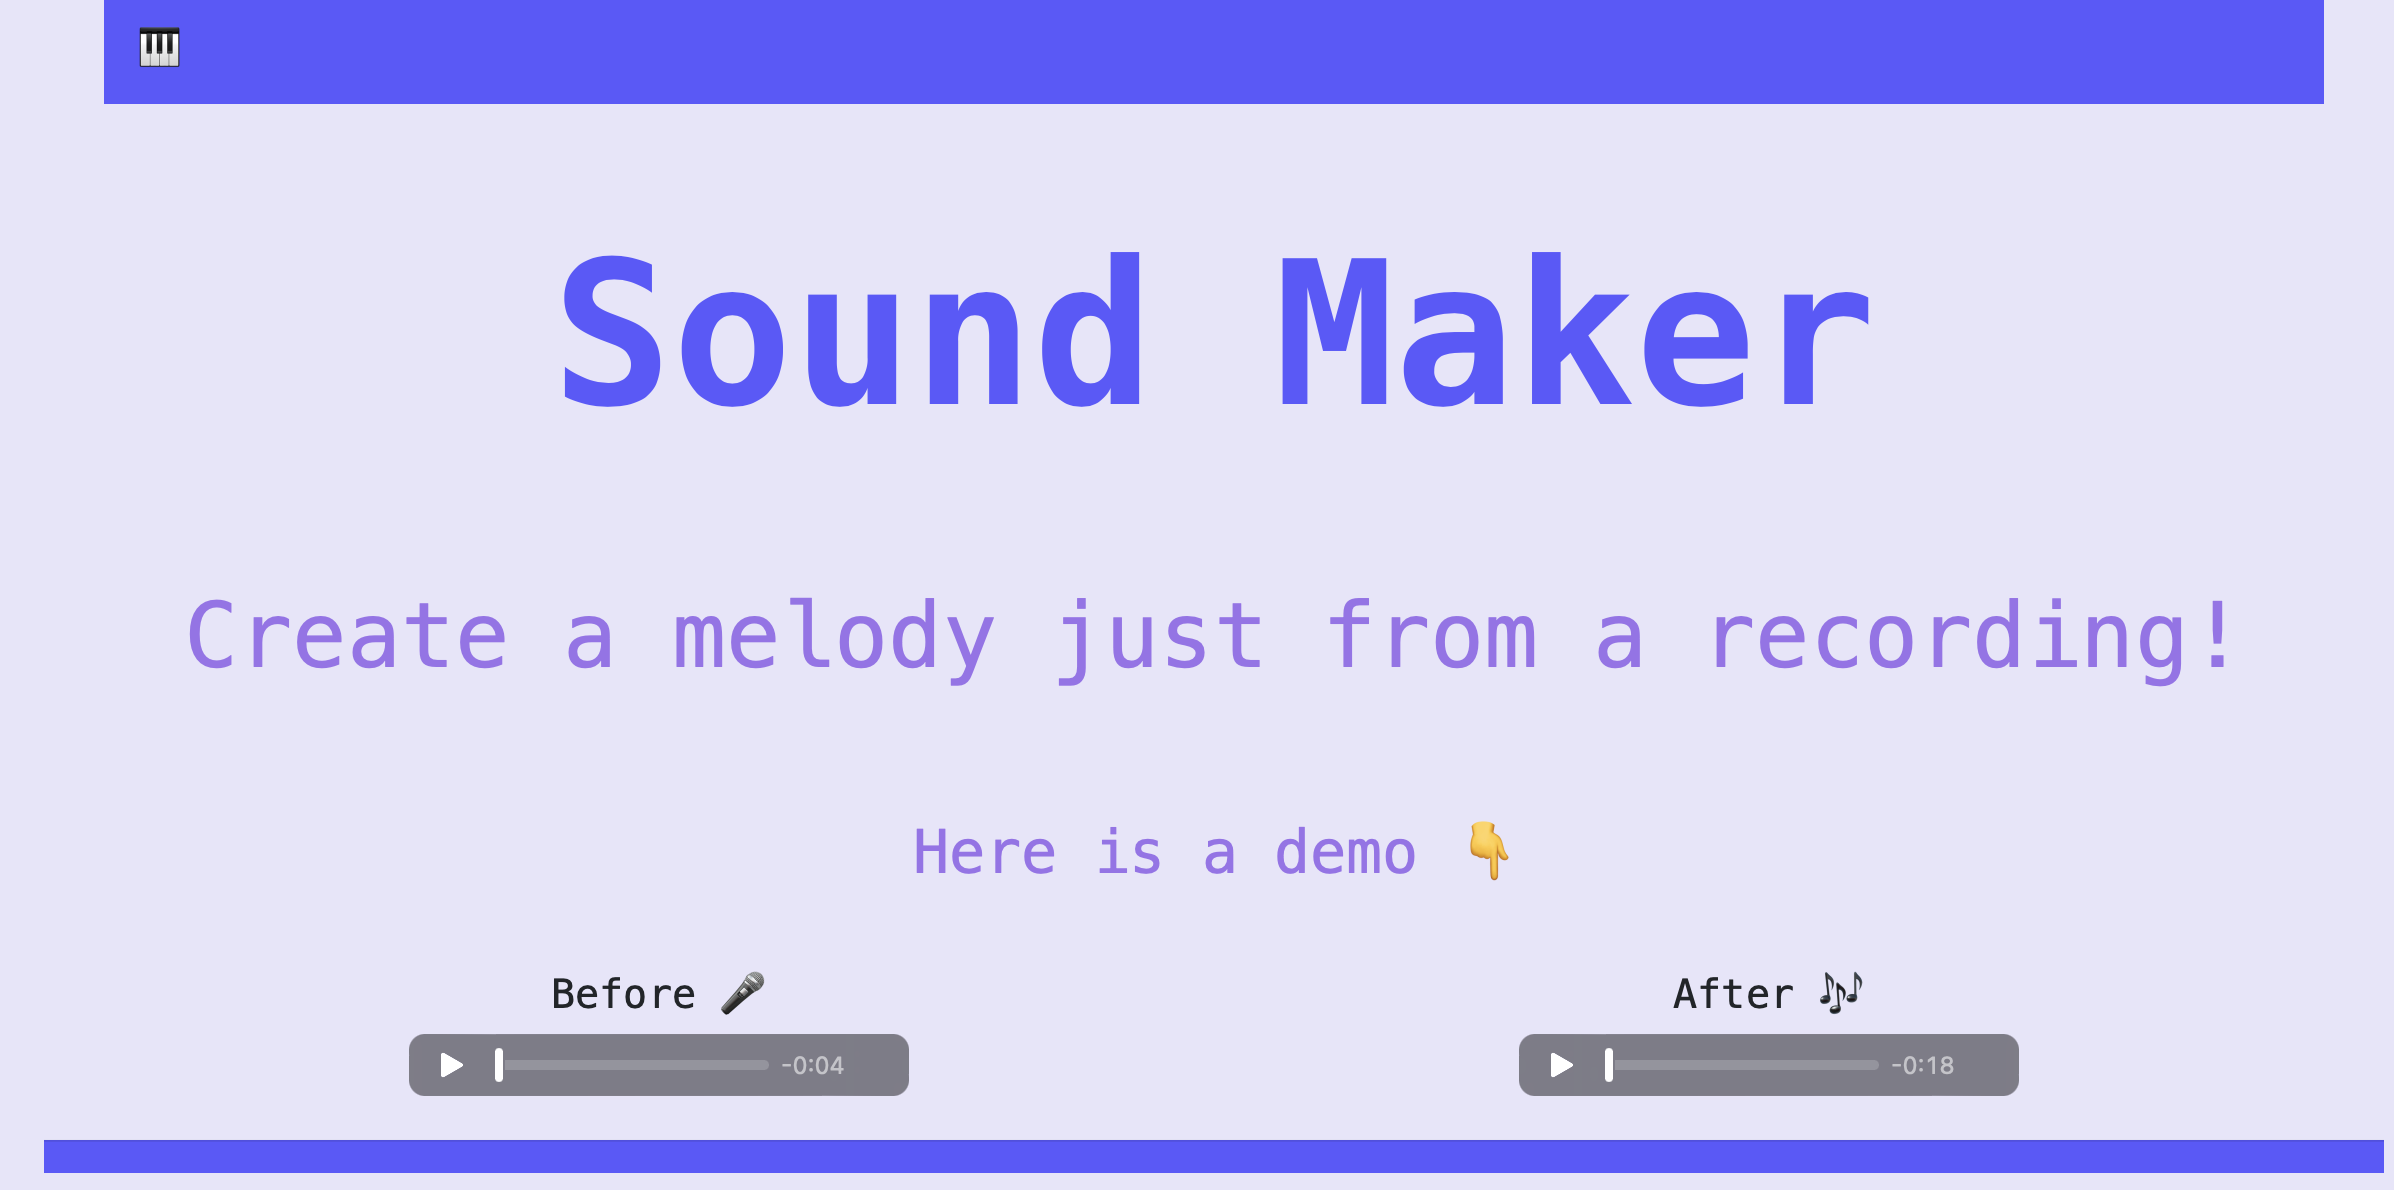 🎹
Sound Maker
Create a melody just from a recording!
Here is a demo 👇
Before 🎤
After 🎶
-0:04
-0:18